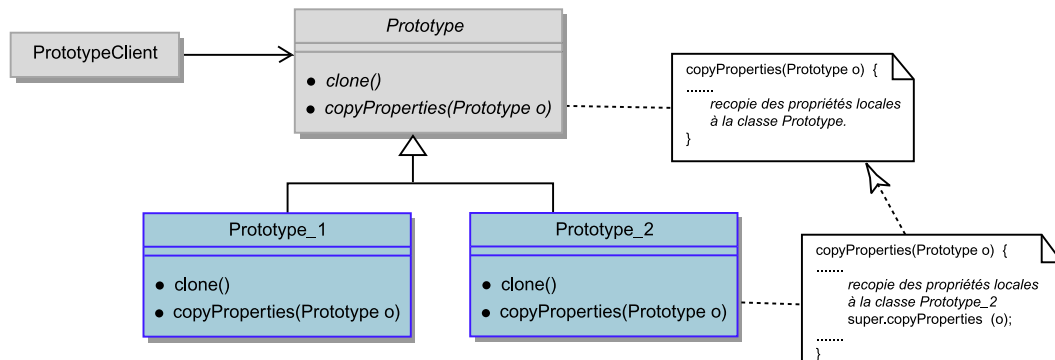 PrototypeClient
Prototype
• clone()
• copyProperties(Prototype o)
copyProperties(Prototype o) {
.......
recopie des propriétés locales
à la classe Prototype.
}
Prototype_1
• clone()
• copyProperties(Prototype o)
Prototype_2
• clone()
• copyProperties(Prototype o)
copyProperties(Prototype o) {
.......
recopie des propriétés locales
à la classe Prototype_2
super.copyProperties (o);
.......
}